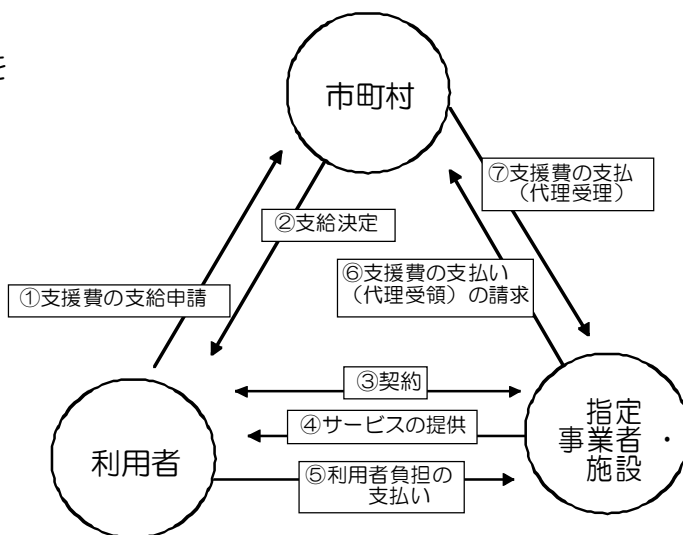 を
市町村
⑦支援費の支払
（代理受理）
②支給決定
⑥支援費の支払い
（代理受領）の請求
①支援費の支給申請
③契約
指定
事業者・
施設
④サービスの提供
利用者
⑤利用者負担の
支払い